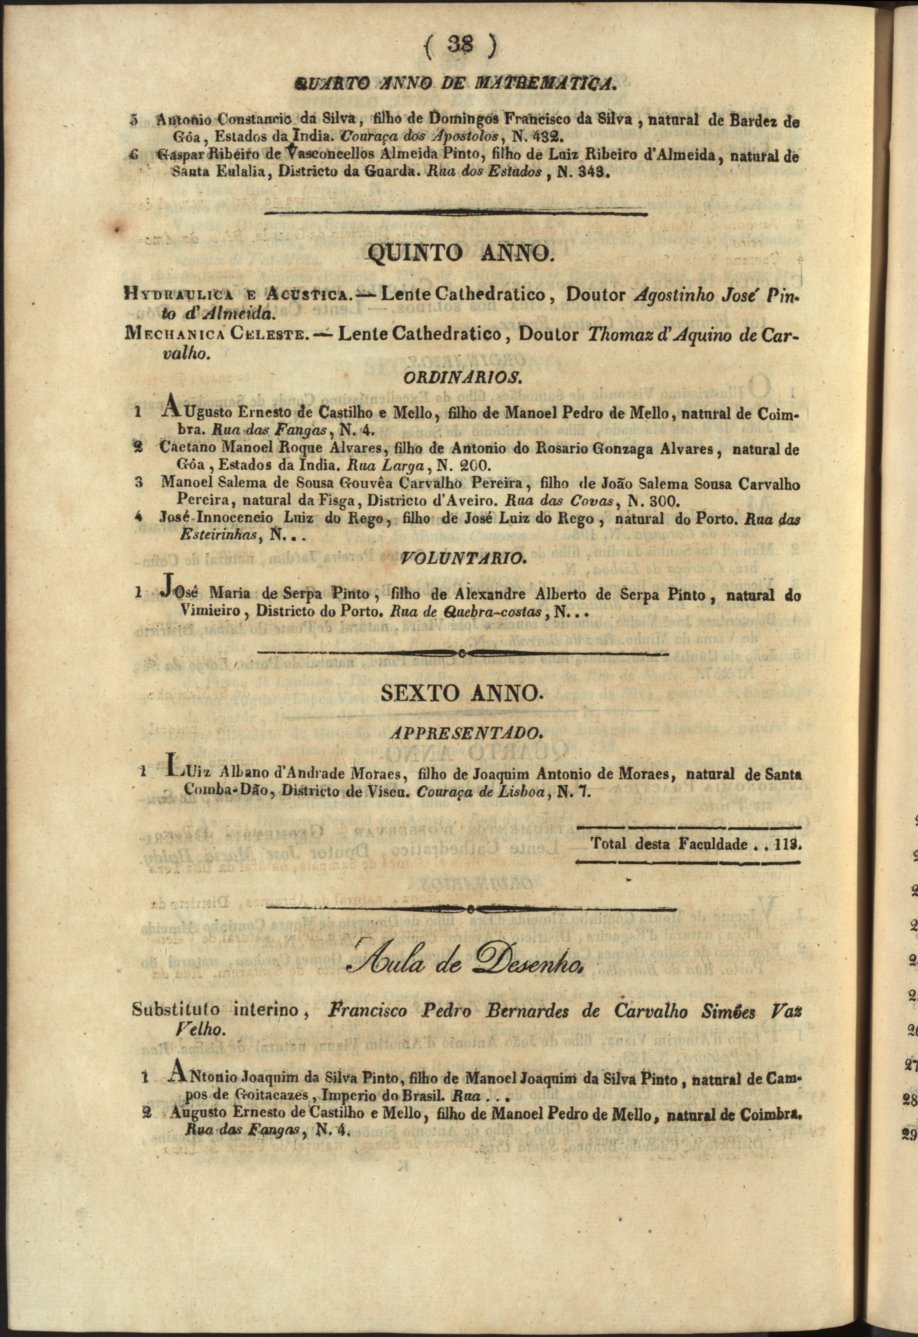 ( 38 )
QUARTO ANNO DE MATHEMATICA.
5 Antonio Constancio da Silva, filho de Domingos Francisco da Silva, natural de Bardez de
Gôa, Estados da India. Couraça dos Apostolos, N. 432.
6 Gaspar Ribeiro de Vasconcellos Almeida Pinto, filho de Luiz Ribeiro d'Almeida, natural de
Santa Eulalia, Districto da Guarda. Rua dos Estudos, N. 343.
QUINTO ANNO.
HYDRAULICA E ACUSTICA.— Lente Cathedratico, Doutor Agostinho José Pin-
to d'Almeida.
MECHANICA CELESTE.— Lente Cathedratico, Doutor Thomaz d'Aquino de Car-
valho.
ORDINARIOS.
1 AUgusto Ernesto de Castilho e Mello, filho de Manoel Pedro de Mello, natural de Coim-
bra. Rua das Fangas, N. 4.
2 Caetano Manoel Roque Alvares, filho de Antonio do Rosario Gonzaga Alvares, natural de
Gôa, Estados da India. Rua Larga, N. 200.
3 Manoel Salema de Sousa Gouvêa Carvalho Pereira, filho de João Salema Sousa Carvalho
Pereira, natural da Fisga, Districto d'Aveiro. Rua das Covas, N. 300.
4 José Innocencio Luiz do Rego, filho de José Luiz do Rego, natural do Porto. Rua das
Esteirinhas, N...
VOLUNTARIO.
1 JOsé Maria de Serpa Pinto, filho de Alexandre Alberto de Serpa Pinto, natural do
Vimieiro, Districto do Porto. Rua de Quebra-costas, N...
SEXTO ANNO.
APPRESENTADO.
1 LUiz Albano d'Andrade Moraes, filho de Joaquim Antonio de Moraes, natural de Santa
Comba-Dão, Districto de Viseu. Couraça de Lisboa, N. 7.
Total desta Faculdade . . 113.
Aula de Desenho.
Substituto interino, Francisco Pedro Bernardes de Carvalho Simões Vaz
Velho.
1 ANtonio Joaquim da Silva Pinto, filho de Manoel Joaquim da Silva Pinto, natural de Cam-
pos de Goitacazes, Imperio do Brasil. Rua . . .
2 Augusto Ernesto de Castilho e Mello, filho de Manoel Pedro de Mello, natural de Coimbra.
Rua das Fangas, N. 4.